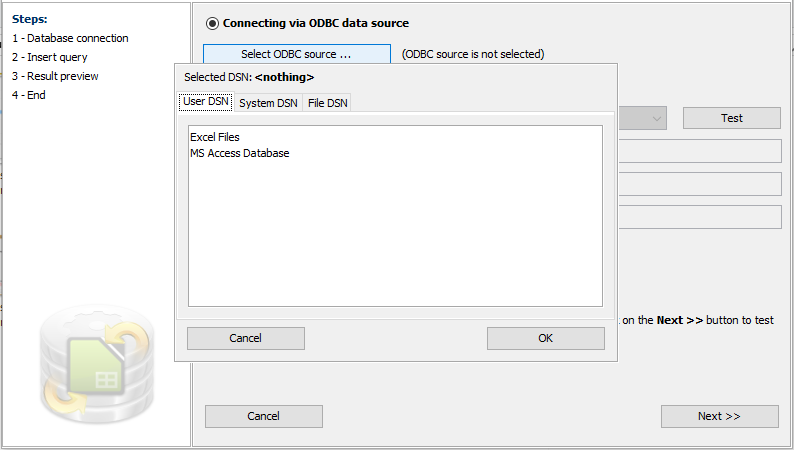 Steps:
1 - Database connection
2 - Insert query
3 - Result preview
4 - End
Connecting via ODBC data source
Select ODBC source ...
(ODBC source is not selected)
Selected DSN: <nothing>
User DSN
System DSN
File DSN
Excel Files
MS Access Database
Cancel
OK
Test
on the Next >> button to test
Cancel
Next >>